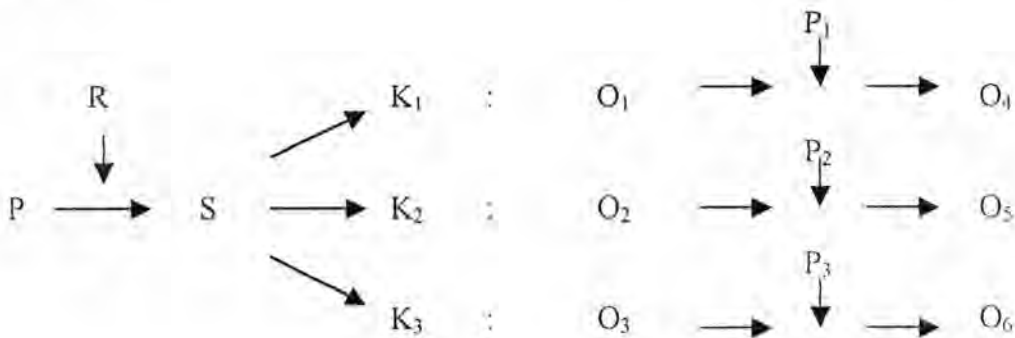 P₁
R K₁ : O₁ O₄
P₂
P S K₂ : O₂ O₅
P₃
K₃ : O₃ O₆